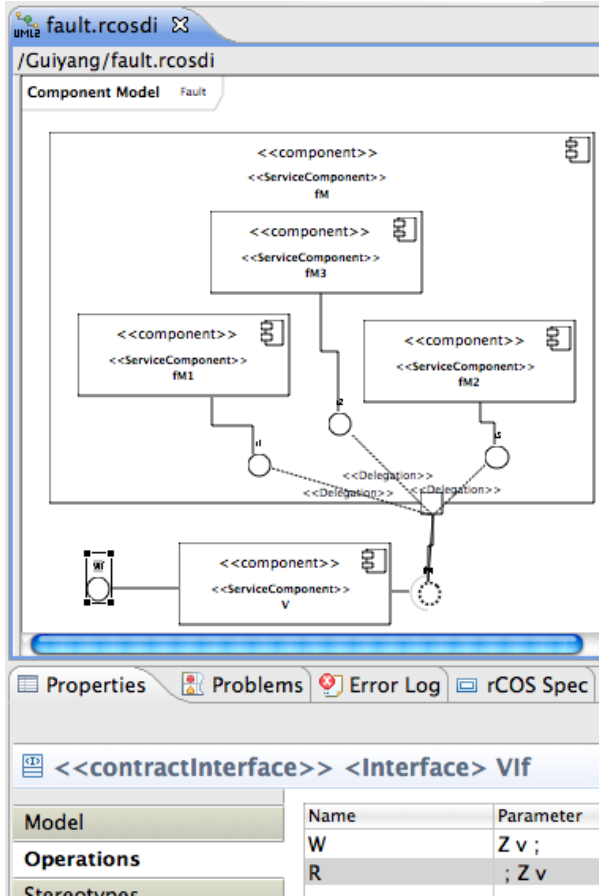 UML2 fault.rcosdi
/Guiyang/fault.rcosdi
Component Model Fault
<<component>>
<<ServiceComponent>>
fM
<<component>>
<<ServiceComponent>>
fM3
<<component>>
<<ServiceComponent>>
fM1
<<component>>
<<ServiceComponent>>
fM2
<<Delegation>>
<<Delegation>> <<Delegation>>
<<component>>
<<ServiceComponent>>
V
Properties Problems Error Log rCOS Spec
<<contractInterface>> <Interface> VIf
Model
Operations
Stereotypes
Name Parameter
W Z v ;
R ; Z v